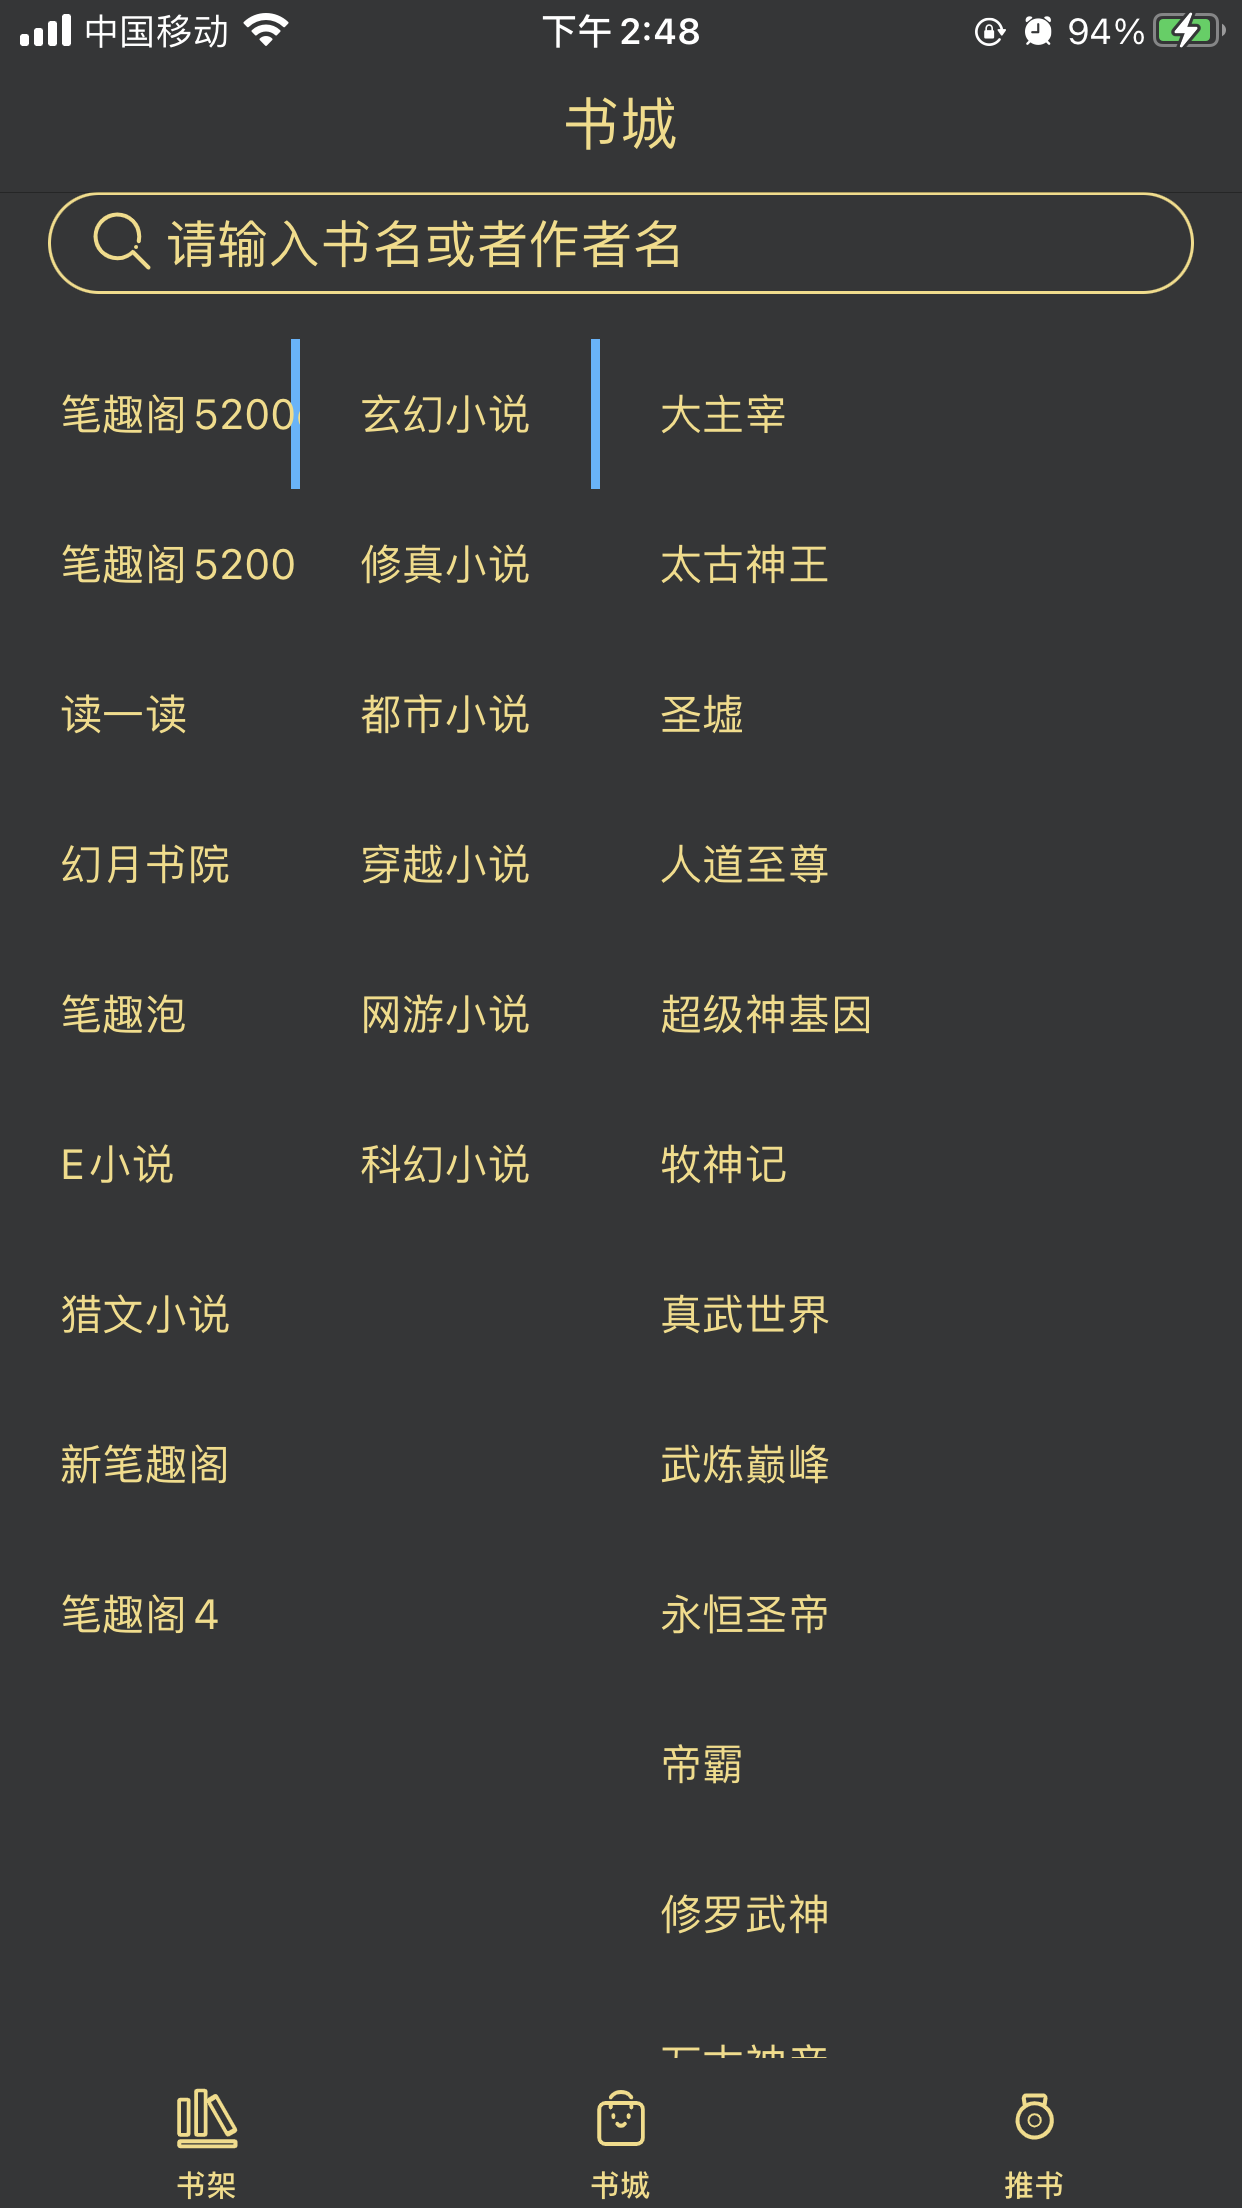 中国移动 下午 2:48 94%
书城
请输入书名或者作者名
笔趣阁5200 玄幻小说 大主宰
笔趣阁5200 修真小说 太古神王
读一读 都市小说 圣墟
幻月书院 穿越小说 人道至尊
笔趣泡 网游小说 超级神基因
E小说 科幻小说 牧神记
猎文小说 真武世界
新笔趣阁 武炼巅峰
笔趣阁4 永恒圣帝
帝霸
修罗武神
书架 书城 推书